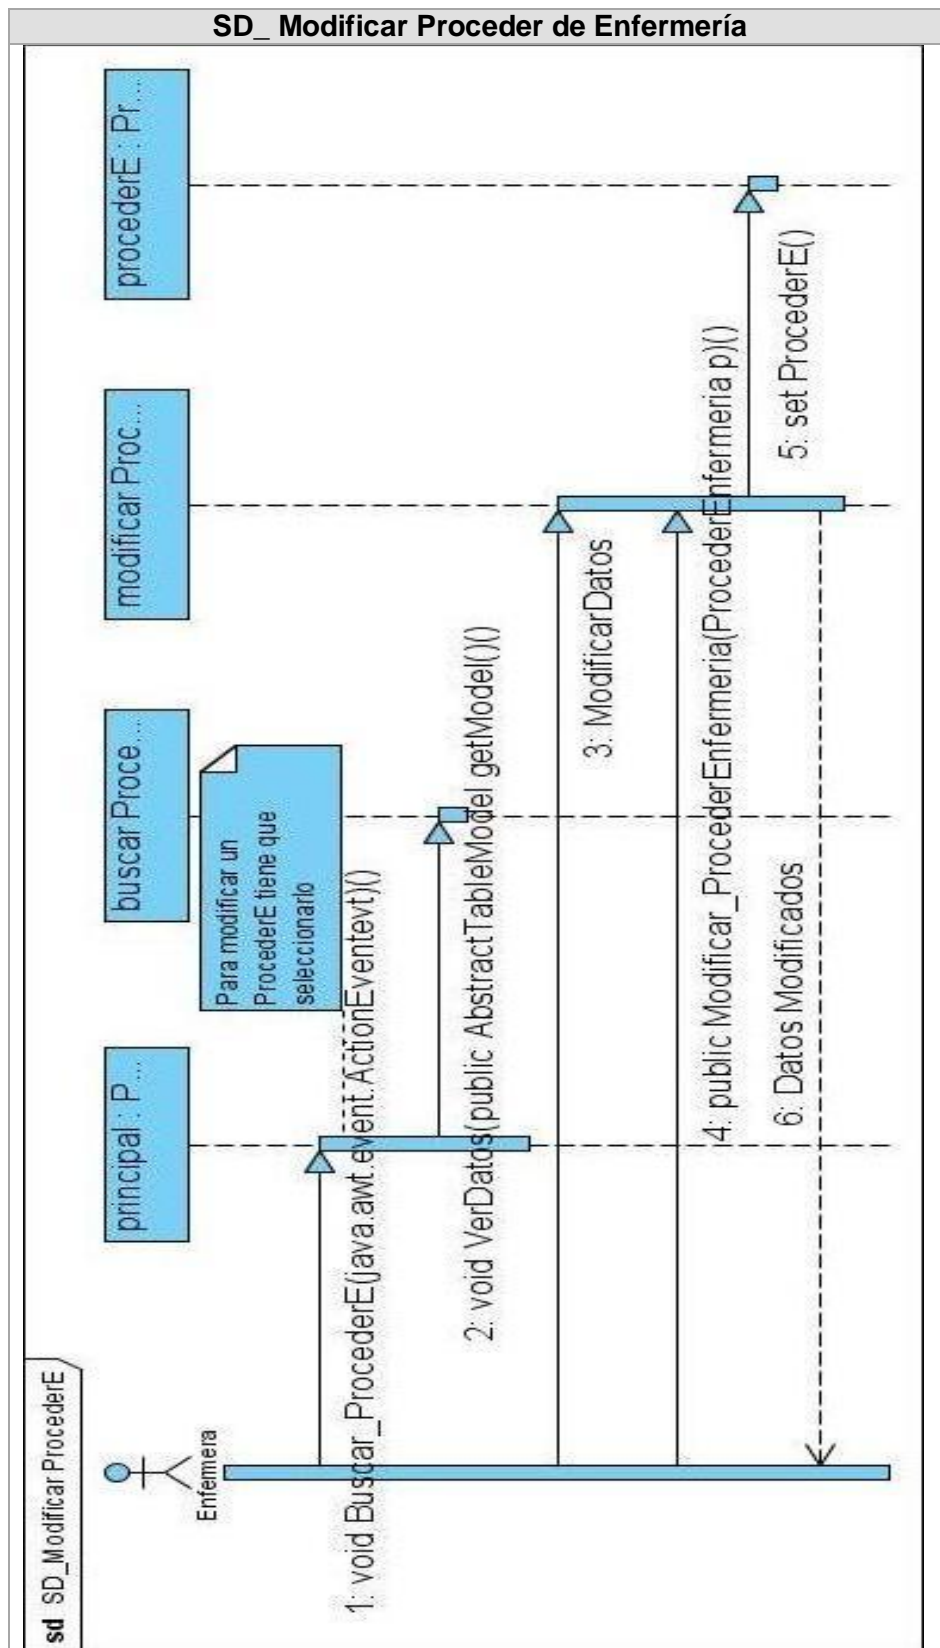 SD_ Modificar Proceder de Enfermería
sd SD_Modificar ProcederE
Enfermera
principal : P...
buscar Proce...
modificar Proc...
procederE : Pr...
Para modificar un
ProcederE tiene que
seleccionarlo
1: void Buscar_ProcederE(java.awt.event.ActionEventevt)()
2: void VerDatos(public AbstractTableModel getModel()()
3: ModificarDatos
4: public Modificar_ProcederEnfermeria(ProcederEnfermeria p)()
5: set ProcederE()
6: Datos Modificados